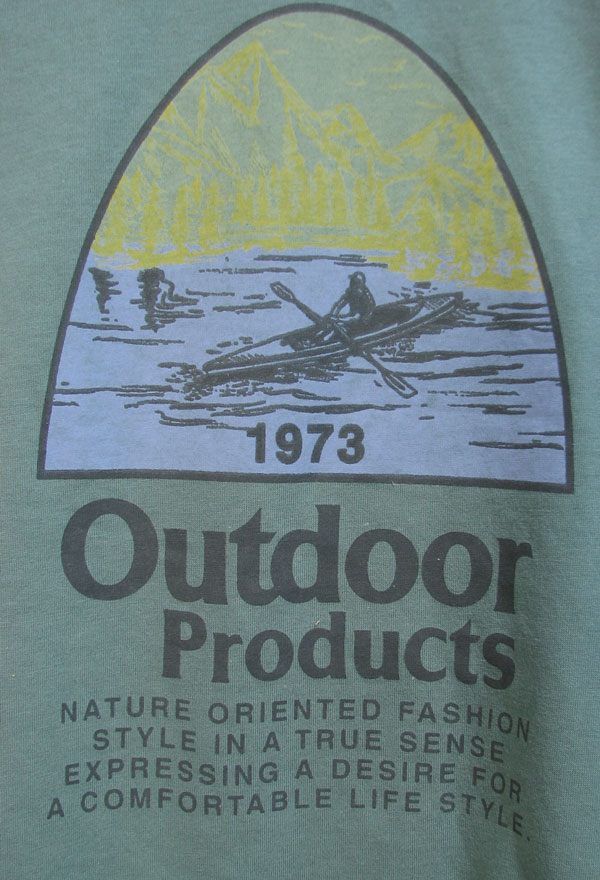 1973
Outdoor
Products
NATURE ORIENTED FASHION
STYLE IN A TRUE SENSE
EXPRESSING A DESIRE FOR
A COMFORTABLE LIFE STYLE.